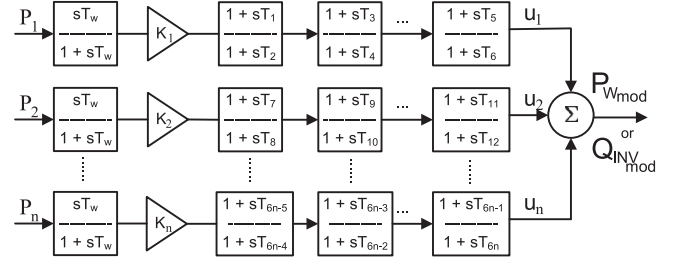 P1 sTw K1 1 + sT1 1 + sT3 ... 1 + sT5 u1
1 + sTw 1 + sT2 1 + sT4 1 + sT6
P2 sTw K2 1 + sT7 1 + sT9 ... 1 + sT11 u2 Σ PWmod
1 + sTw 1 + sT8 1 + sT10 1 + sT12 or
QINVmod
Pn sTw Kn 1 + sT6n-5 1 + sT6n-3 ... 1 + sT6n-1 un
1 + sTw 1 + sT6n-4 1 + sT6n-2 1 + sT6n